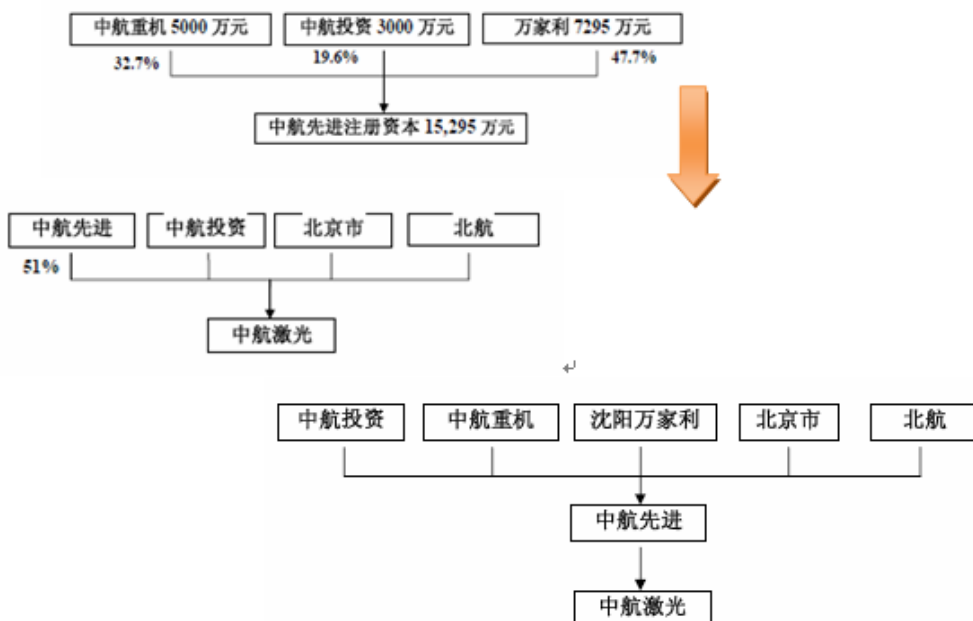 中航重机 5000 万元
中航投资 3000 万元
万家利 7295 万元
32.7%
19.6%
47.7%
中航先进注册资本 15,295 万元
中航先进
中航投资
北京市
北航
51%
中航激光
中航投资
中航重机
沈阳万家利
北京市
北航
中航先进
中航激光